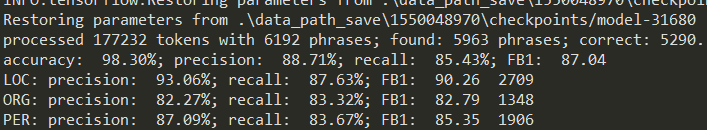 INFO:tensorflow:Restoring parameters from .\data_path_save\1550048970\checkpoi
Restoring parameters from .\data_path_save\1550048970\checkpoints/model-31680
processed 177232 tokens with 6192 phrases; found: 5963 phrases; correct: 5290.
accuracy:  98.30%; precision:  88.71%; recall:  85.43%; FB1:  87.04
LOC: precision:  93.06%; recall:  87.63%; FB1:  90.26  2709
ORG: precision:  82.27%; recall:  83.32%; FB1:  82.79  1348
PER: precision:  87.09%; recall:  83.67%; FB1:  85.35  1906